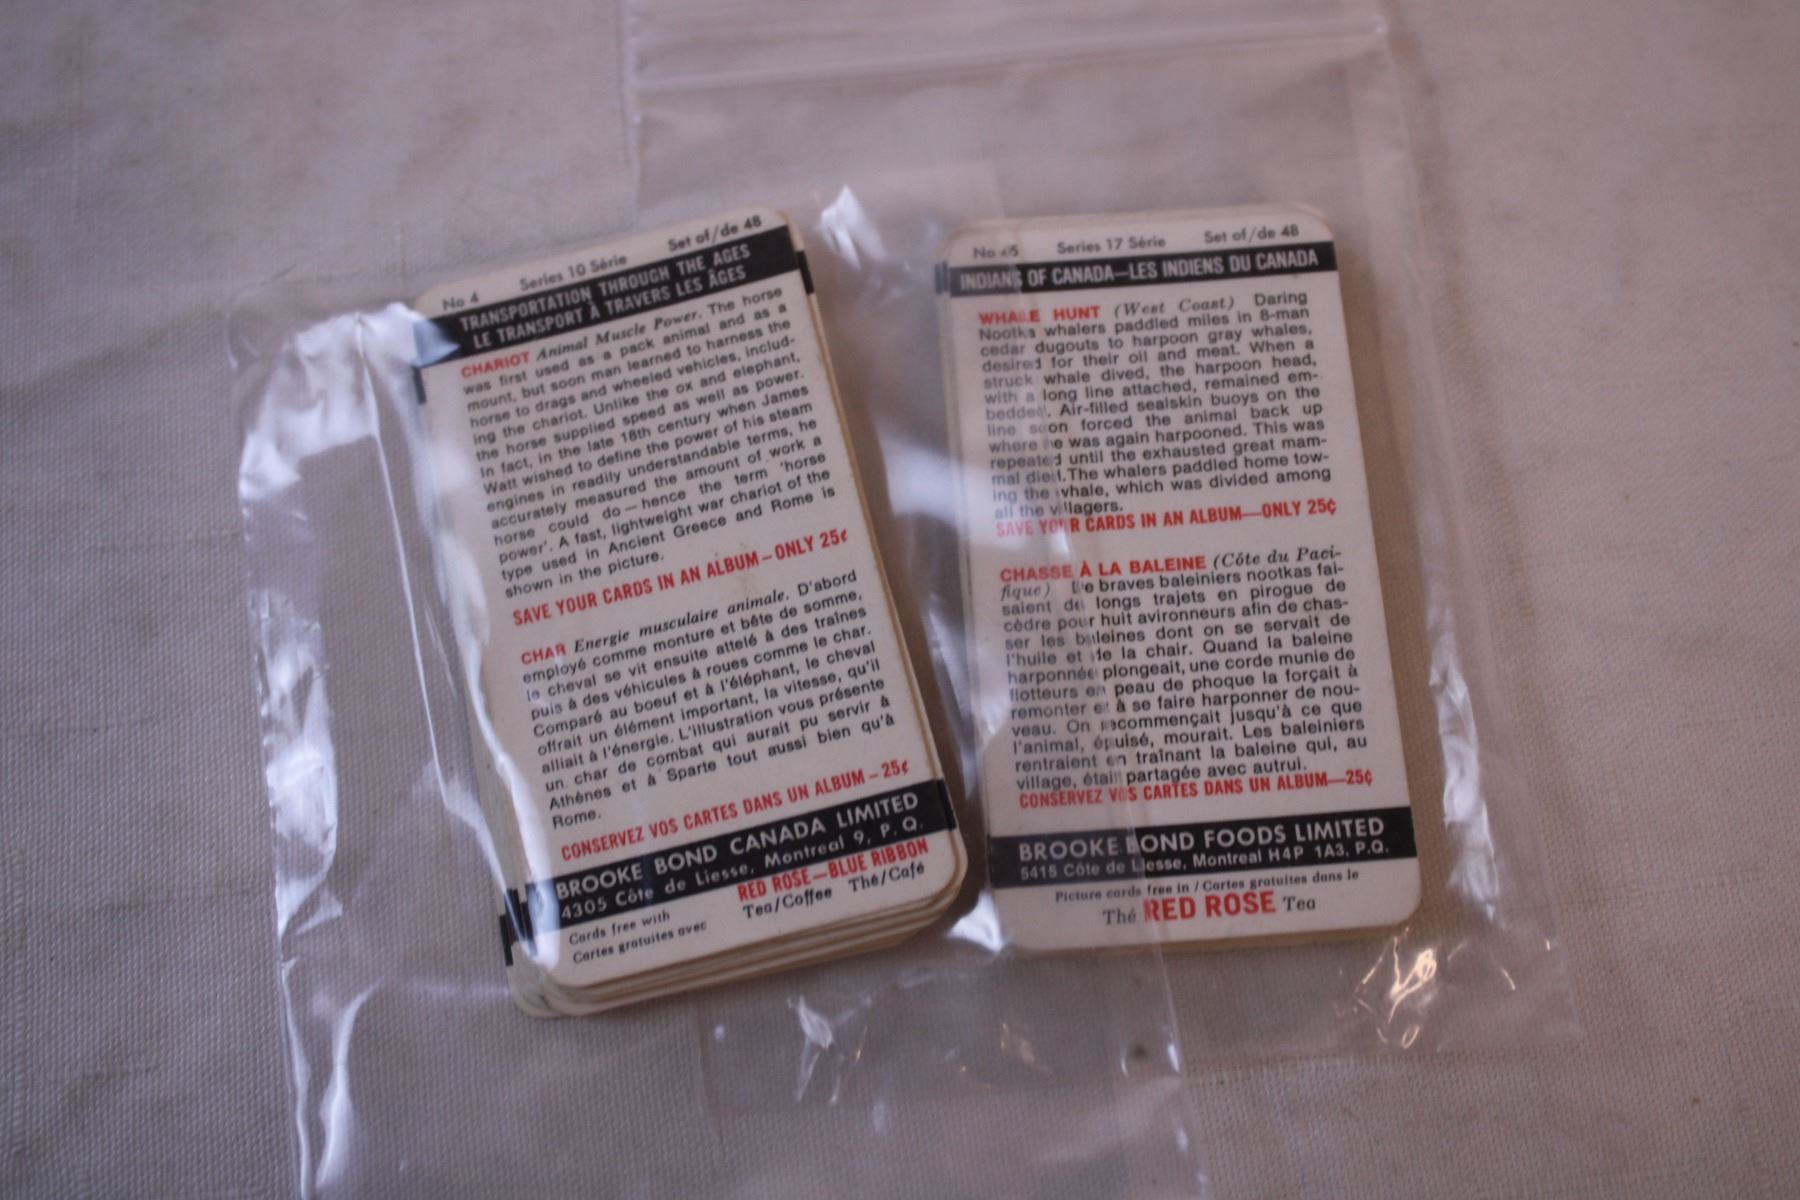 No 4 Series 10 Série Set of/de 48
TRANSPORTATION THROUGH THE AGES
LE TRANSPORT À TRAVERS LES ÂGES
CHARIOT Animal Muscle Power. The horse
was first used as a pack animal and as a
mount, but soon man learned to harness the
horse to drags and wheeled vehicles, includ-
ing the chariot. Unlike the ox and elephant,
the horse supplied speed as well as power.
In fact, in the late 18th century when James
Watt wished to define the power of his steam
engines in readily understandable terms, he
accurately measured the amount of work a
horse could do — hence the term 'horse
power'. A fast, lightweight war chariot of the
type used in Ancient Greece and Rome is
shown in the picture.
SAVE YOUR CARDS IN AN ALBUM – ONLY 25¢
CHAR Energie musculaire animale. D'abord
employé comme monture et bête de somme,
le cheval se vit ensuite attelé à des traînes
puis à des véhicules à roues comme le char.
Comparé au boeuf et à l'éléphant, le cheval
offrait un élément important, la vitesse, qu'il
alliait à l'énergie. L'illustration vous présente
un char de combat qui aurait pu servir à
Athènes et à Sparte tout aussi bien qu'à
Rome.
CONSERVEZ VOS CARTES DANS UN ALBUM – 25¢
BROOKE BOND CANADA LIMITED
4305 Côte de Liesse, Montreal 9, P.Q.
Cards free with RED ROSE—BLUE RIBBON
Cartes gratuites avec Tea/Coffee Thé/Café
No 45 Series 17 Série Set of/de 48
INDIANS OF CANADA—LES INDIENS DU CANADA
WHALE HUNT (West Coast) Daring
Nootka whalers paddled miles in 8-man
cedar dugouts to harpoon gray whales,
desired for their oil and meat. When a
struck whale dived, the harpoon head,
with a long line attached, remained em-
bedded. Air-filled sealskin buoys on the
line soon forced the animal back up
where he was again harpooned. This was
repeated until the exhausted great mam-
mal died. The whalers paddled home tow-
ing the whale, which was divided among
all the villagers.
SAVE YOUR CARDS IN AN ALBUM—ONLY 25¢
CHASSE À LA BALEINE (Côte du Paci-
fique) De braves baleiniers nootkas fai-
saient de longs trajets en pirogue de
cèdre pour huit avironneurs afin de chas-
ser les baleines dont on se servait de
l'huile et de la chair. Quand la baleine
harponnée plongeait, une corde munie de
flotteurs en peau de phoque la forçait à
remonter et à se faire harponner de nou-
veau. On recommençait jusqu'à ce que
l'animal, épuisé, mourait. Les baleiniers
rentraient en traînant la baleine qui, au
village, était partagée avec autrui.
CONSERVEZ VOS CARTES DANS UN ALBUM—25¢
BROOKE BOND FOODS LIMITED
5415 Côte de Liesse, Montreal H4P 1A3, P.Q.
Picture cards free in / Cartes gratuites dans le
Thé RED ROSE Tea